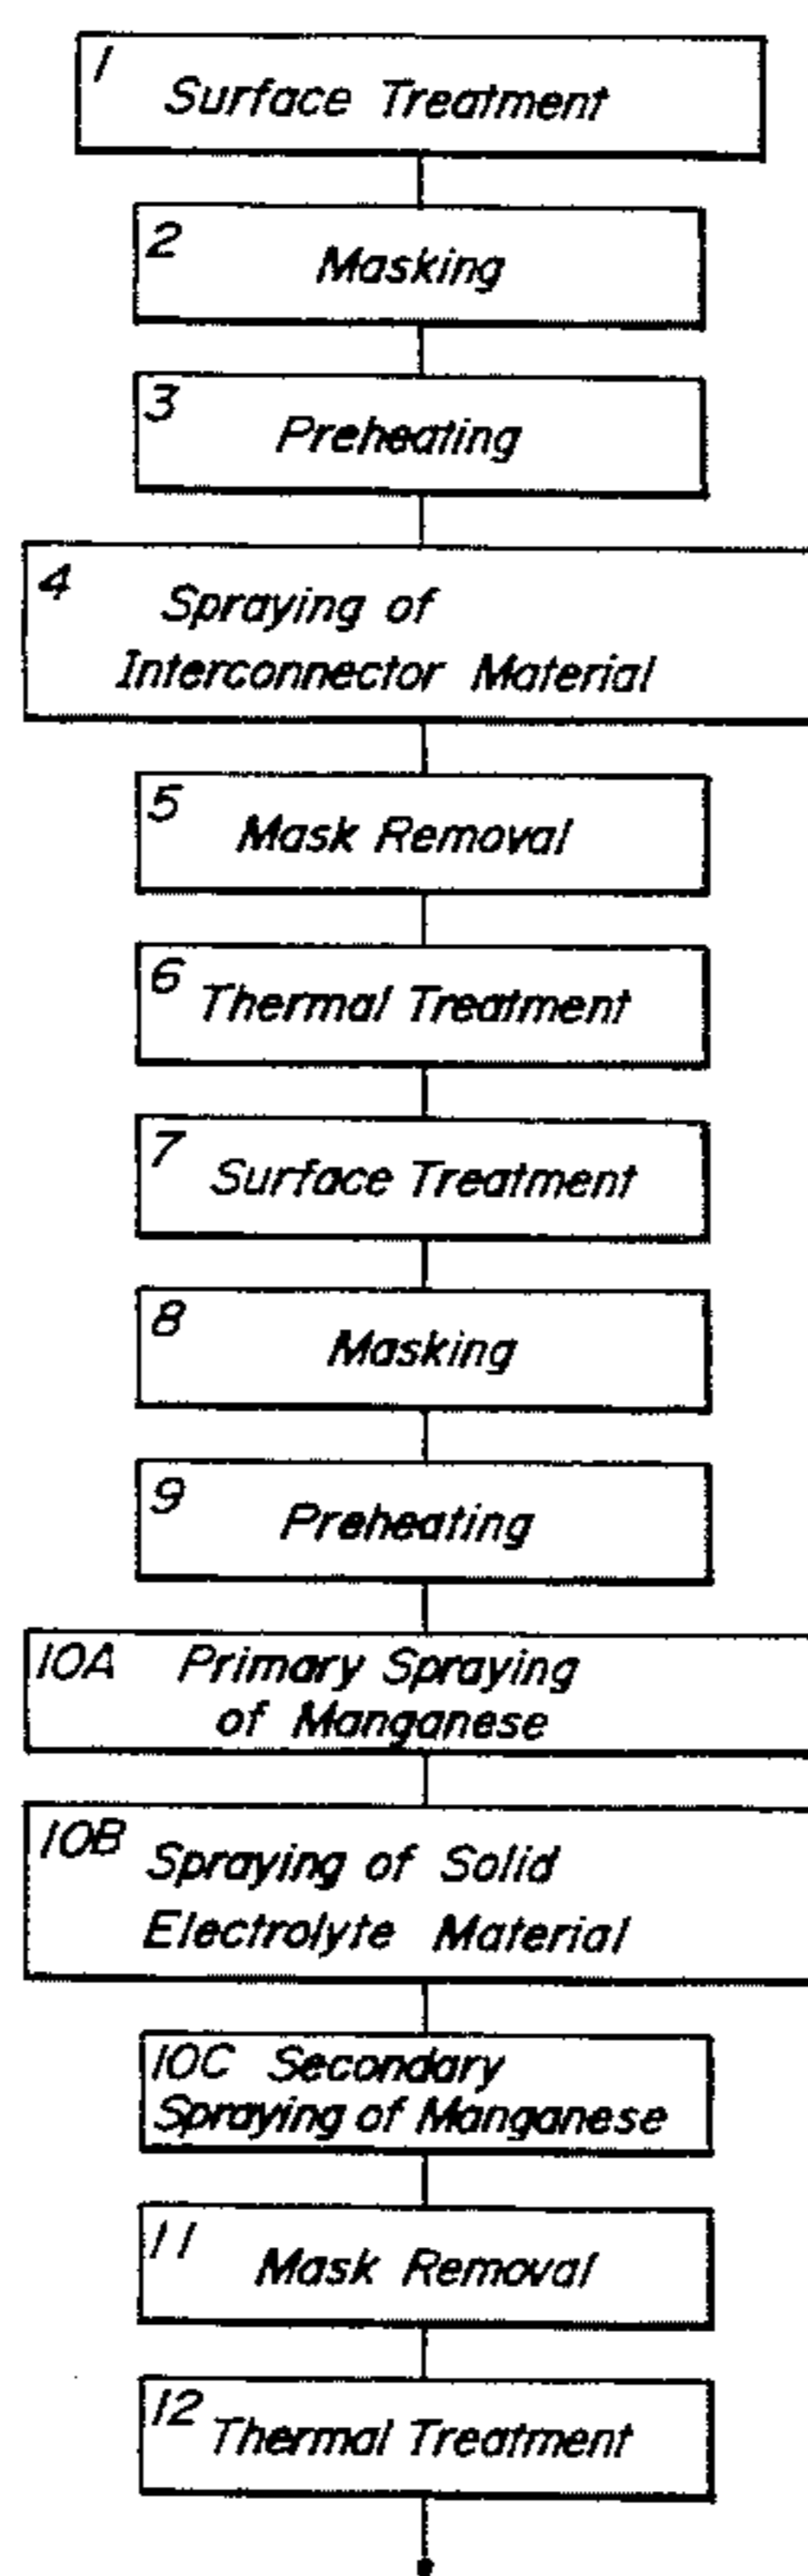 1 Surface Treatment
2 Masking
3 Preheating
4 Spraying of
Interconnector Material
5 Mask Removal
6 Thermal Treatment
7 Surface Treatment
8 Masking
9 Preheating
10A Primary Spraying
of Manganese
10B Spraying of Solid
Electrolyte Material
10C Secondary
Spraying of Manganese
11 Mask Removal
12 Thermal Treatment